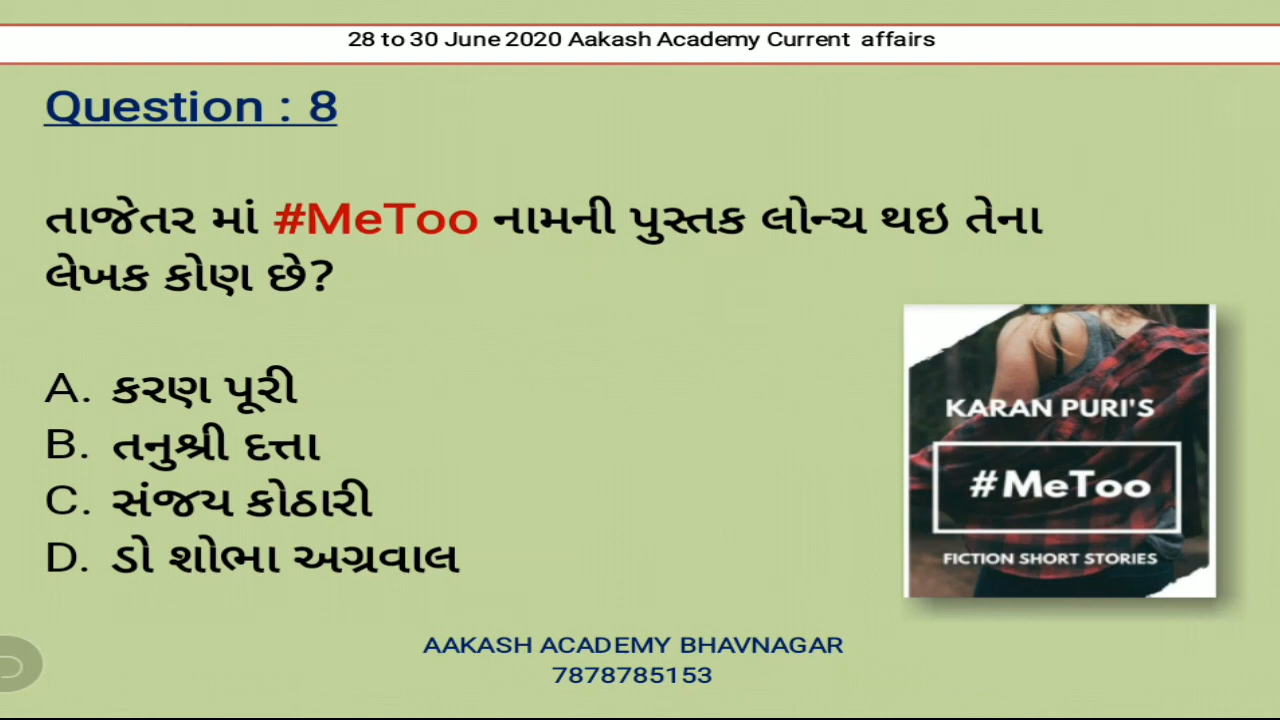 28 to 30 June 2020 Aakash Academy Current affairs
Question : 8
તાજેતર માં #MeToo નામની પુસ્તક લોન્ચ થઇ તેના
લેખક કોણ છે?
A. કરણ પૂરી
B. તનુશ્રી દત્તા
C. સંજય કોઠારી
D. ડો શોભા અગ્રવાલ
KARAN PURI'S
#MeToo
FICTION SHORT STORIES
AAKASH ACADEMY BHAVNAGAR
7878785153